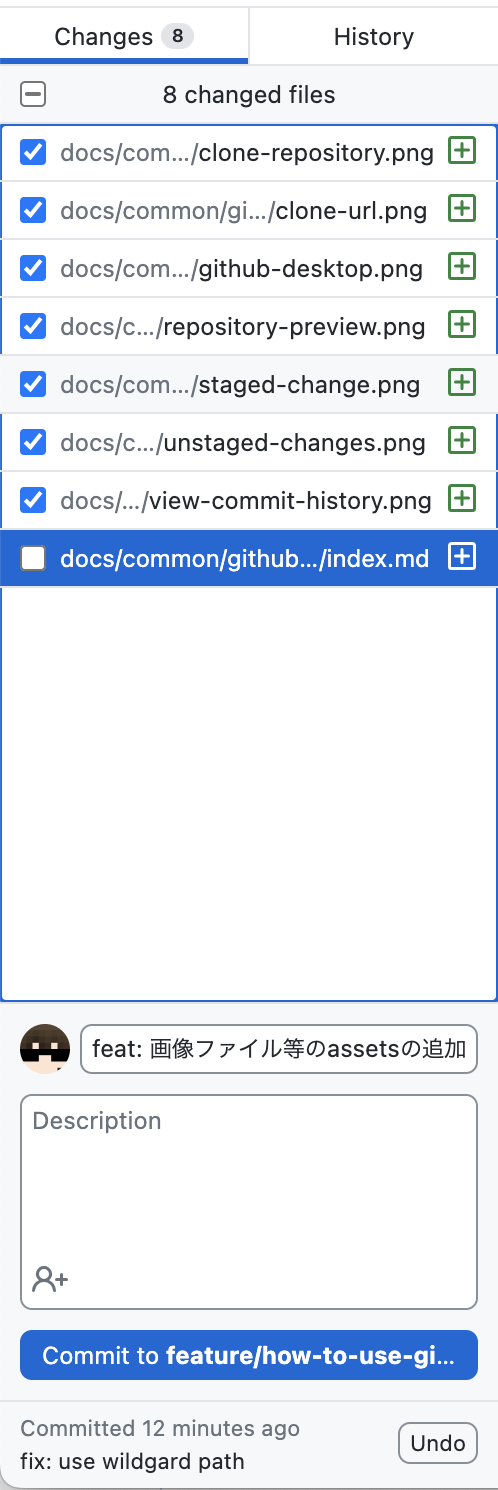 Changes 8 History
8 changed files
docs/com.../clone-repository.png
docs/common/gi.../clone-url.png
docs/com.../github-desktop.png
docs/c.../repository-preview.png
docs/com.../staged-change.png
docs/c.../unstaged-changes.png
docs/.../view-commit-history.png
docs/common/github.../index.md
feat: 画像ファイル等のassetsの追加
Description
Commit to feature/how-to-use-gi...
Committed 12 minutes ago
fix: use wildgard path
Undo